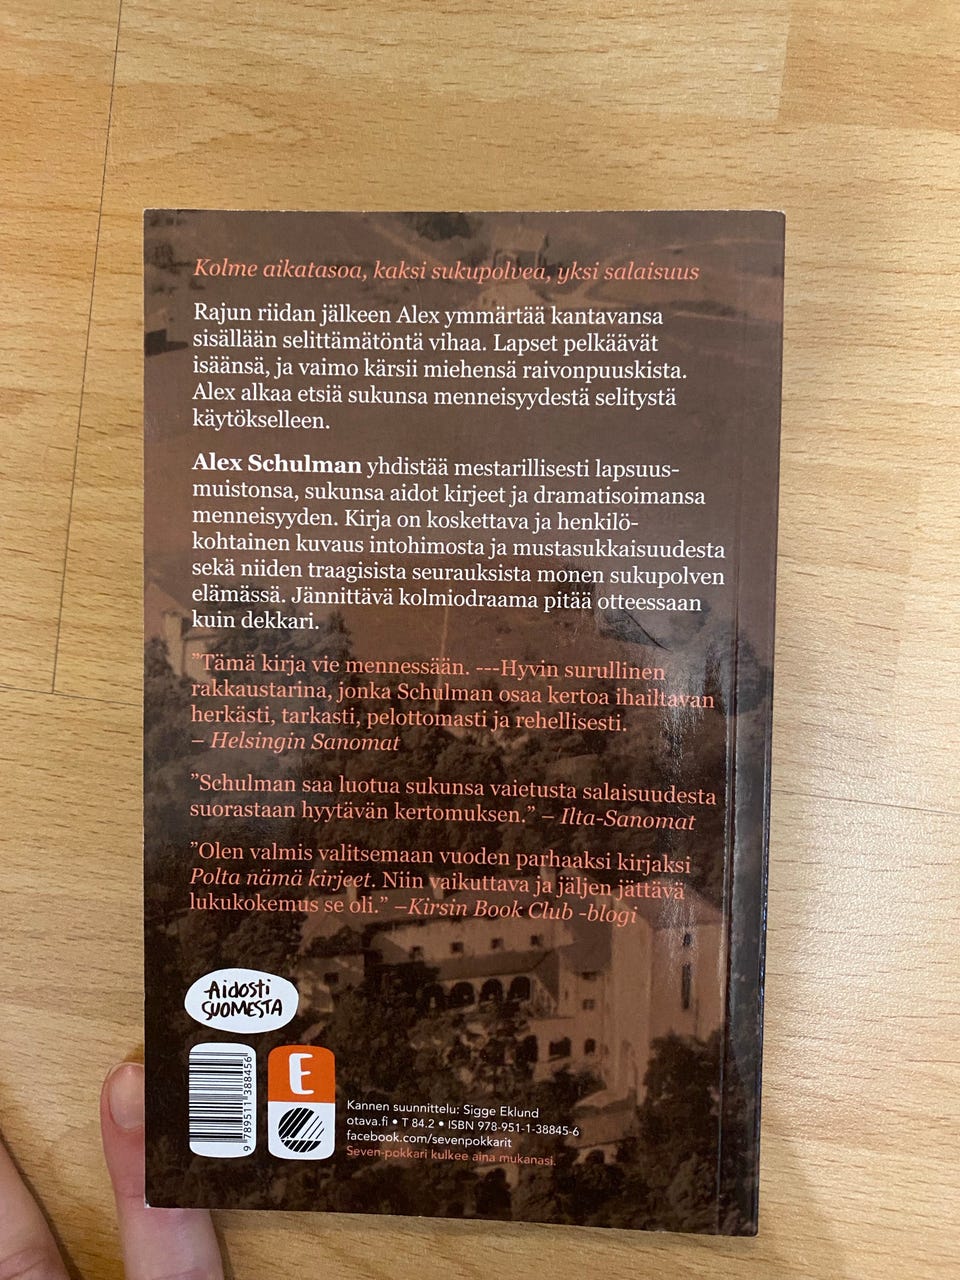 Kolme aikatasoa, kaksi sukupolvea, yksi salaisuus
Rajun riidan jälkeen Alex ymmärtää kantavansa
sisällään selittämätöntä vihaa. Lapset pelkäävät
isäänsä, ja vaimo kärsii miehensä raivonpuuskista.
Alex alkaa etsiä sukunsa menneisyydestä selitystä
käytökselleen.
Alex Schulman yhdistää mestarillisesti lapsuus-
muistonsa, sukunsa aidot kirjeet ja dramatisoimansa
menneisyyden. Kirja on koskettava ja henkilö-
kohtainen kuvaus intohimosta ja mustasukkaisuudesta
sekä niiden traagisista seurauksista monen sukupolven
elämässä. Jännittävä kolmiodraama pitää otteessaan
kuin dekkari.
”Tämä kirja vie mennessään. ---Hyvin surullinen
rakkaustarina, jonka Schulman osaa kertoa ihailtavan
herkästi, tarkasti, pelottomasti ja rehellisesti.
– Helsingin Sanomat
”Schulman saa luotua sukunsa vaietusta salaisuudesta
suorastaan hyytävän kertomuksen.” – Ilta-Sanomat
”Olen valmis valitsemaan vuoden parhaaksi kirjaksi
Polta nämä kirjeet. Niin vaikuttava ja jäljen jättävä
lukukokemus se oli.” –Kirsin Book Club -blogi
Aidosti
SUOMESTA
9 789511 388456
E
Kannen suunnittelu: Sigge Eklund
otava.fi • T 84.2 • ISBN 978-951-1-38845-6
facebook.com/sevenpokkarit
Seven-pokkari kulkee aina mukanasi.